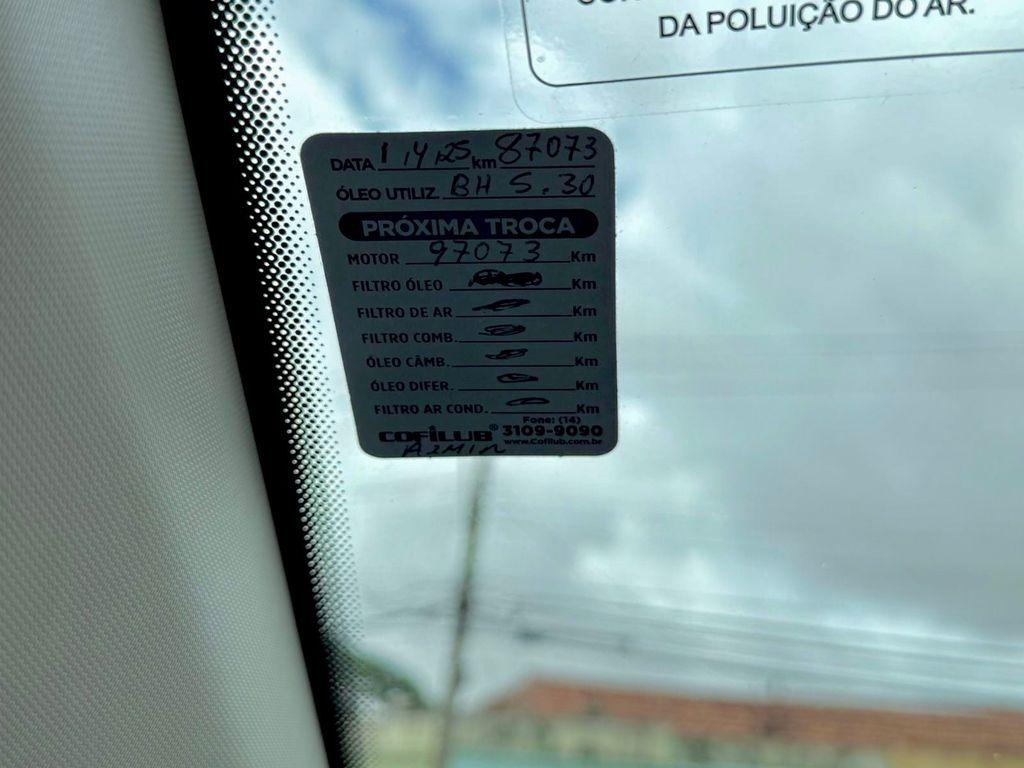 DA POLUIÇÃO DO AR.
DATA 1,4,25 km 87073
ÓLEO UTILIZ. BH 5.30
PRÓXIMA TROCA
MOTOR 97073 Km
FILTRO ÓLEO Km
FILTRO DE AR Km
FILTRO COMB. Km
ÓLEO CÂMB. Km
ÓLEO DIFER. Km
FILTRO AR COND. Km
Fone: (14)
COFILUB® 3109-9090
www.Cofilub.com.br